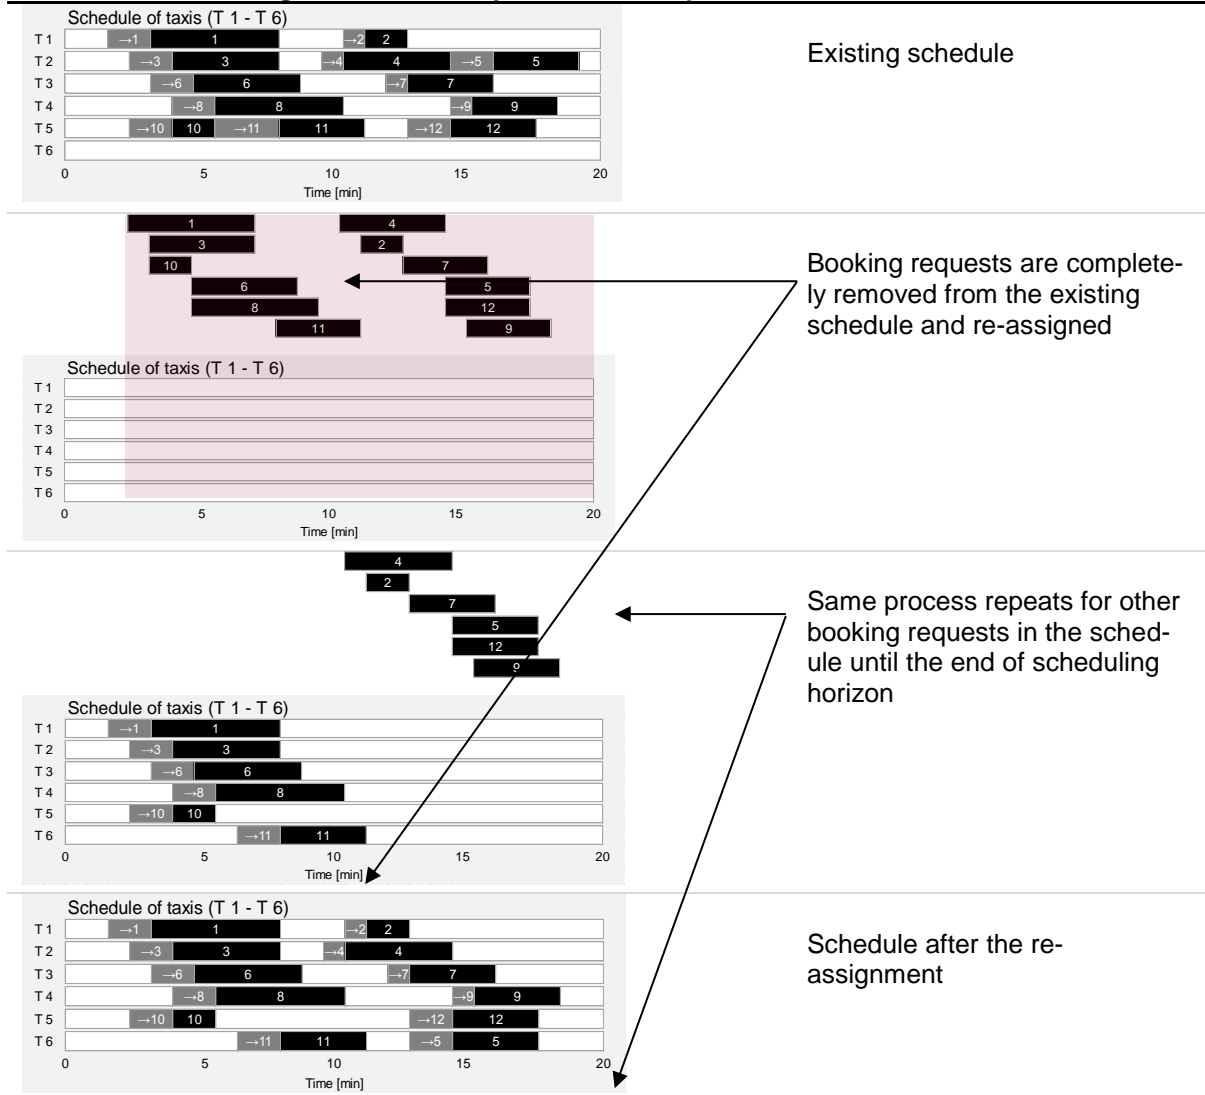 Schedule of taxis (T 1 - T 6)
T 1 →1 1 →2 2
T 2 →3 3 →4 4 →5 5
T 3 →6 6 →7 7
T 4 →8 8 →9 9
T 5 →10 10 →11 11 →12 12
T 6
0 5 10 15 20
Time [min]
Existing schedule
1 4
3 2
10 7
6 5
8 12
11 9
Schedule of taxis (T 1 - T 6)
T 1
T 2
T 3
T 4
T 5
T 6
0 5 10 15 20
Time [min]
Booking requests are complete-
ly removed from the existing
schedule and re-assigned
4
2
7
5
12
9
Schedule of taxis (T 1 - T 6)
T 1 →1 1
T 2 →3 3
T 3 →6 6
T 4 →8 8
T 5 →10 10
T 6 →11 11
0 5 10 15 20
Time [min]
Same process repeats for other
booking requests in the sched-
ule until the end of scheduling
horizon
Schedule of taxis (T 1 - T 6)
T 1 →1 1 →2 2
T 2 →3 3 →4 4
T 3 →6 6 →7 7
T 4 →8 8 →9 9
T 5 →10 10 →12 12
T 6 →11 11 →5 5
0 5 10 15 20
Time [min]
Schedule after the re-
assignment